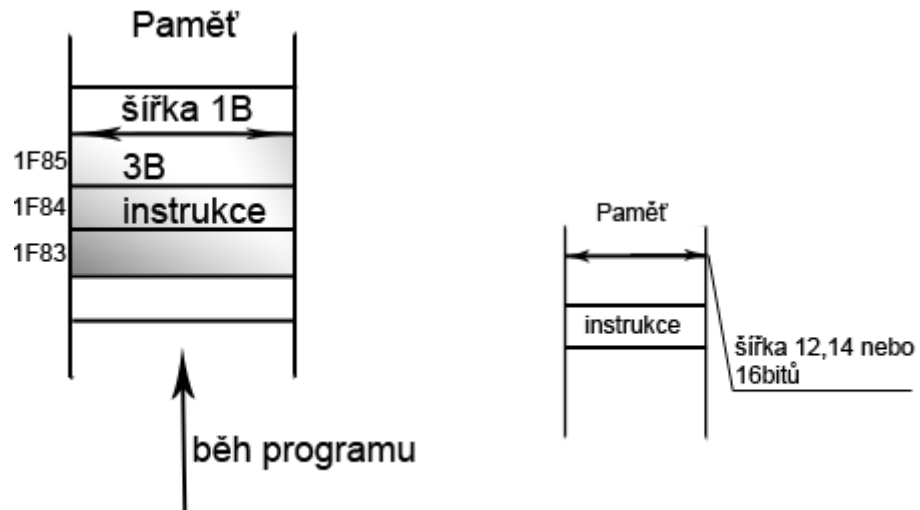 Paměť
šířka 1B
1F85
3B
1F84
instrukce
1F83
běh programu
Paměť
instrukce
šířka 12,14 nebo
16bitů